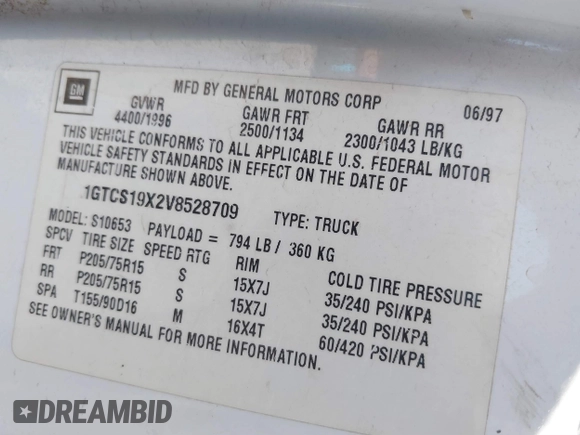 GM
MFD BY GENERAL MOTORS CORP 06/97
GVWR GAWR FRT GAWR RR
4400/1996 2500/1134 2300/1043 LB/KG
THIS VEHICLE CONFORMS TO ALL APPLICABLE U.S. FEDERAL MOTOR
VEHICLE SAFETY STANDARDS IN EFFECT ON THE DATE OF
MANUFACTURE SHOWN ABOVE.
1GTCS19X2V8528709 TYPE: TRUCK
MODEL: S10653 PAYLOAD = 794 LB / 360 KG
SPCV TIRE SIZE SPEED RTG RIM COLD TIRE PRESSURE
FRT P205/75R15 S 15X7J 35/240 PSI/KPA
RR P205/75R15 S 15X7J 35/240 PSI/KPA
SPA T155/90D16 M 16X4T 60/420 PSI/KPA
SEE OWNER'S MANUAL FOR MORE INFORMATION.
DREAMBID